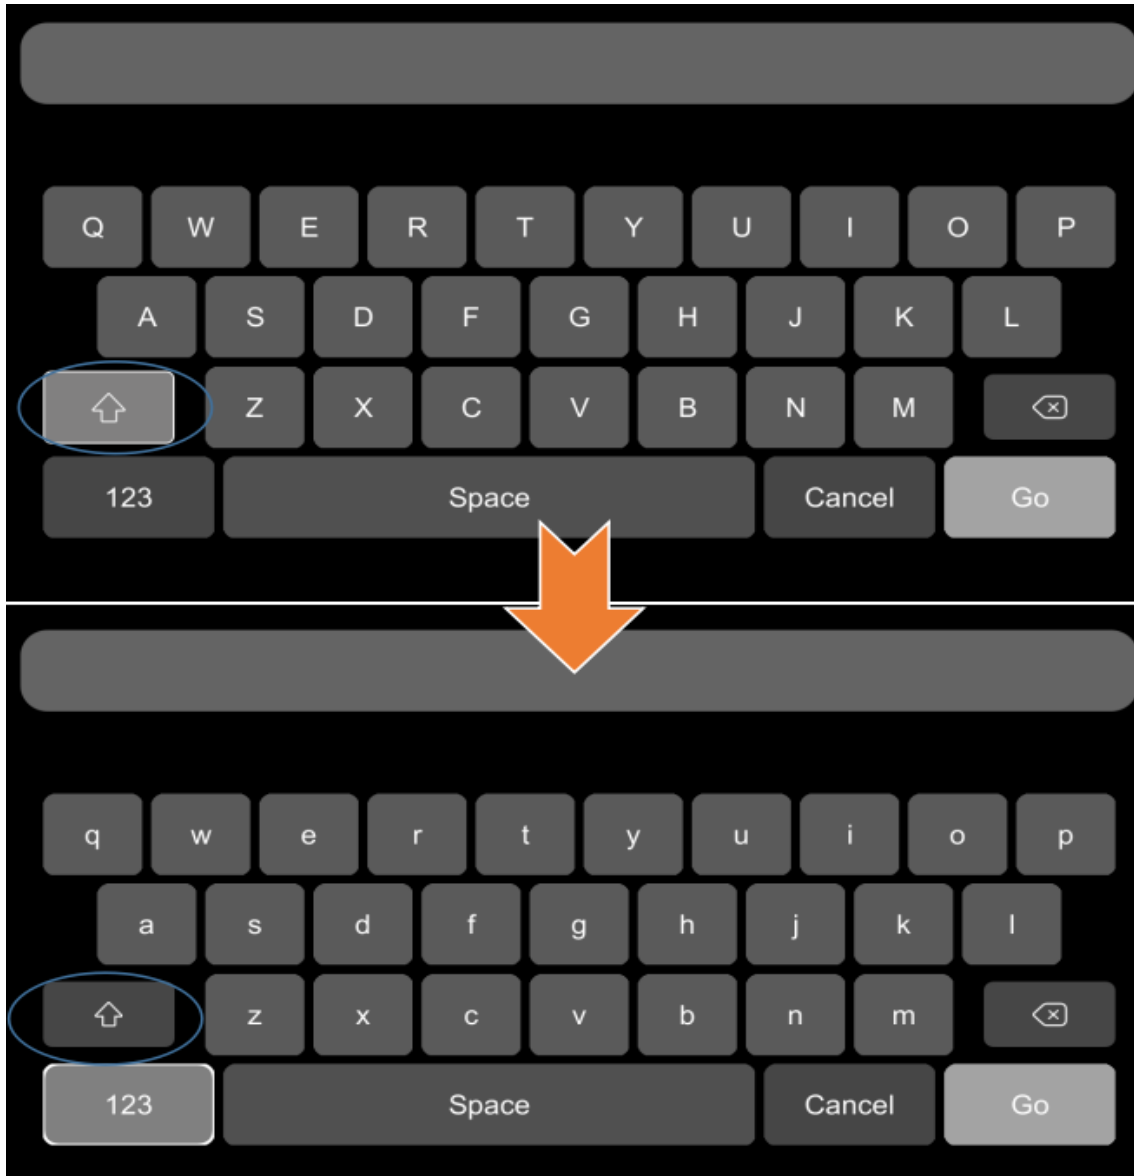 Q W E R T Y U I O P
A S D F G H J K L
Z X C V B N M
123 Space Cancel Go
q w e r t y u i o p
a s d f g h j k l
z x c v b n m
123 Space Cancel Go